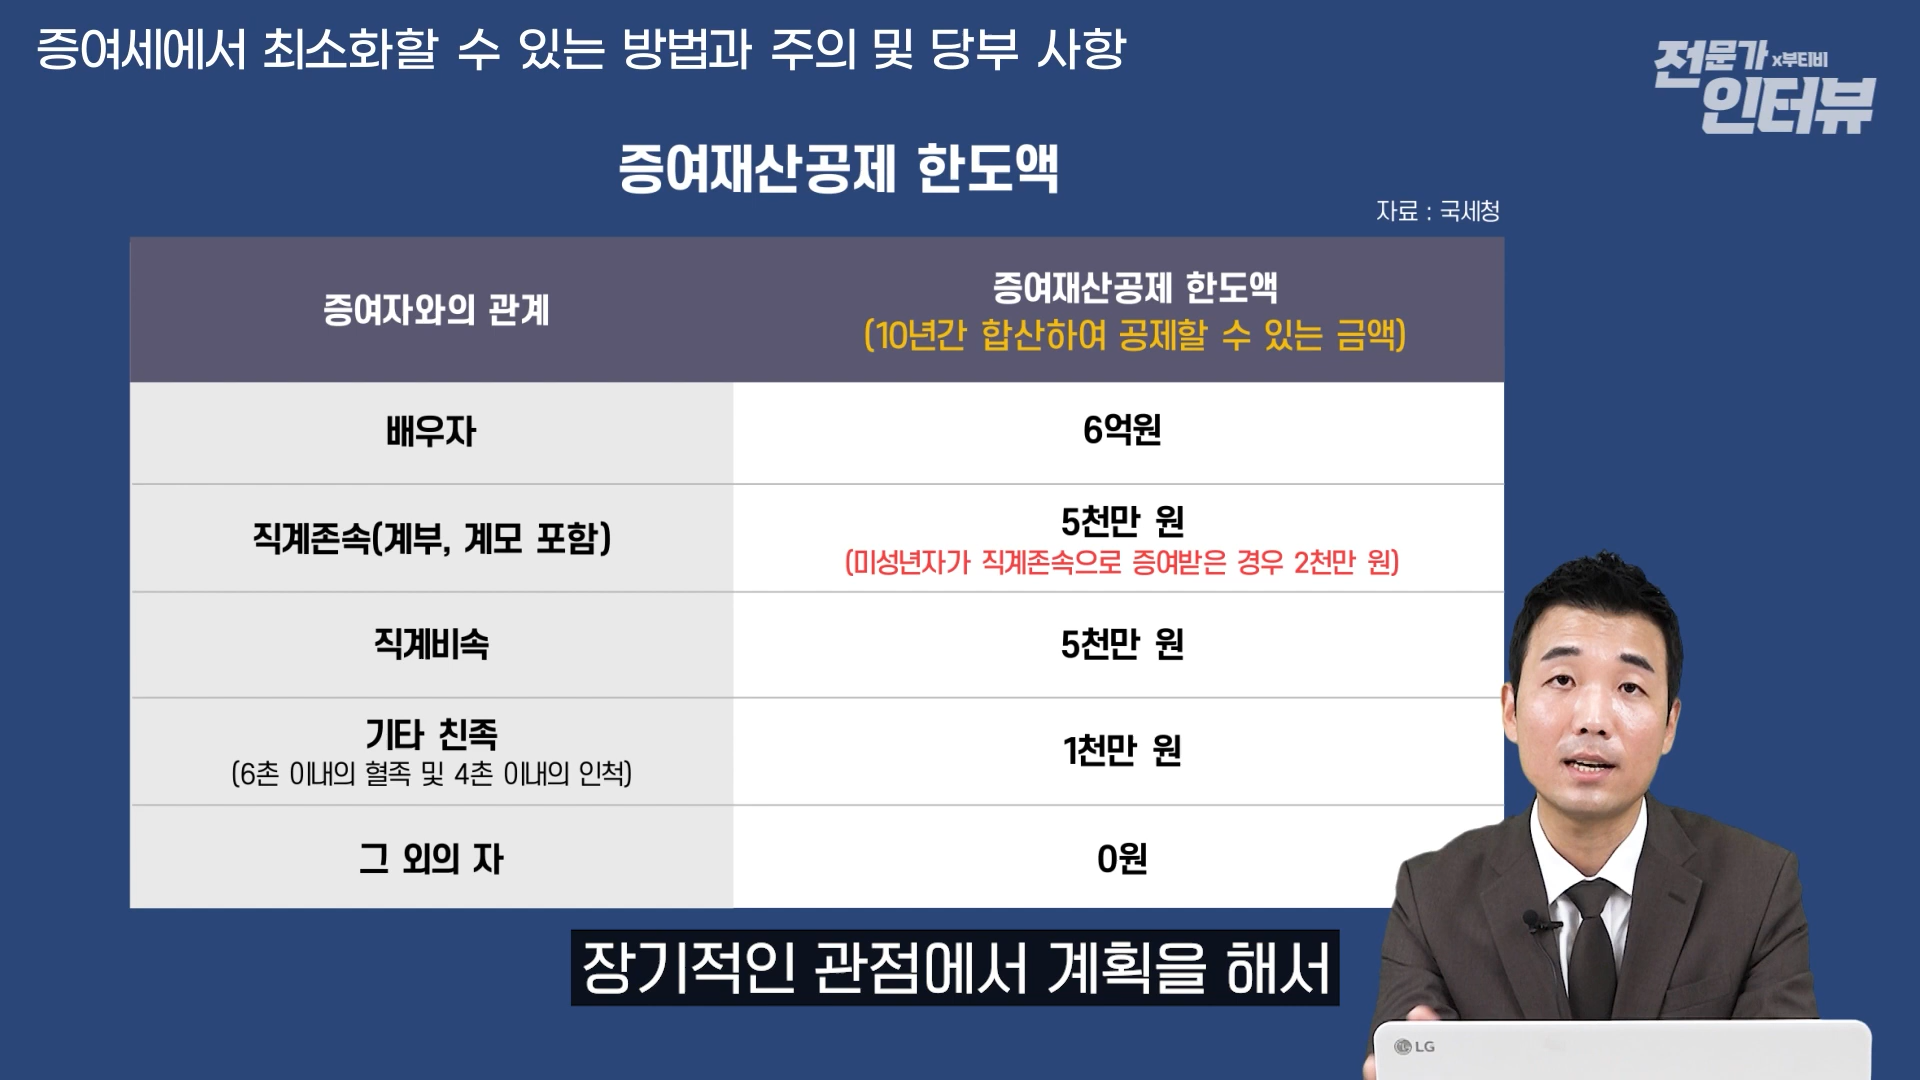 증여세에서 최소화할 수 있는 방법과 주의 및 당부 사항
전문가 x부티비
인터뷰
증여재산공제 한도액
자료 : 국세청
증여자와의 관계
증여재산공제 한도액
(10년간 합산하여 공제할 수 있는 금액)
배우자
6억원
직계존속(계부, 계모 포함)
5천만 원
(미성년자가 직계존속으로 증여받은 경우 2천만 원)
직계비속
5천만 원
기타 친족
(6촌 이내의 혈족 및 4촌 이내의 인척)
1천만 원
그 외의 자
0원
장기적인 관점에서 계획을 해서
LG